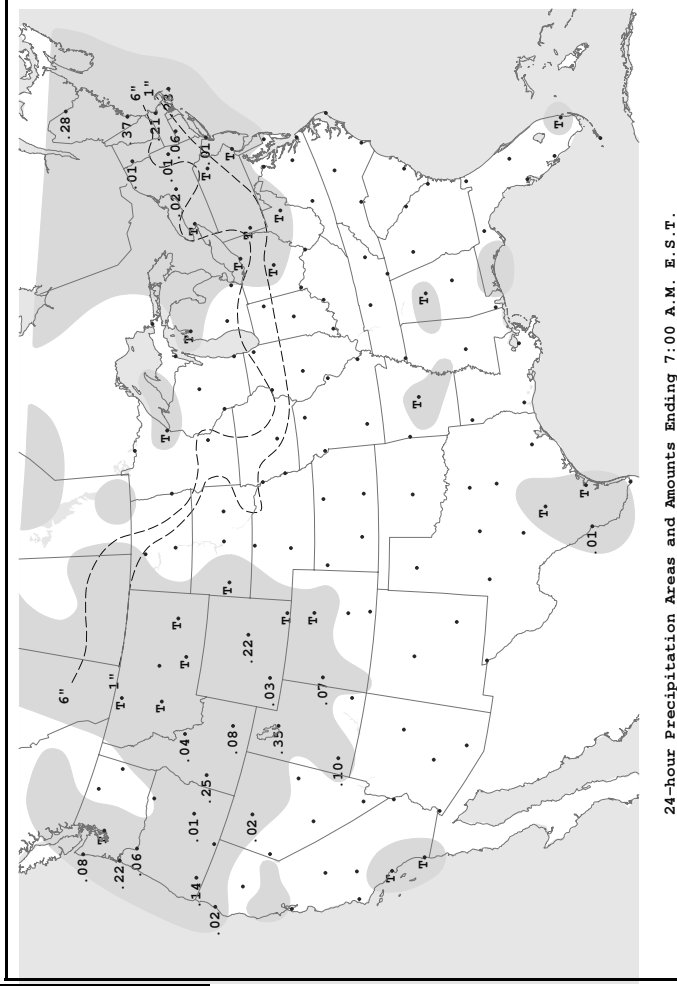 6"
.28
.08
T
1"
.22
T
.37
.01
.06
6"
1"
.21
T
T
.01
.23
.06
.02
T
T
.04
T
T
.01
.14
.01
T
.25
.02
T
T
.08
T
T
.22
.02
.03
T
.35
T
T
T
.07
.10
T
T
T
T
T
T
T
.01
24-hour Precipitation Areas and Amounts Ending 7:00 A.M. E.S.T.